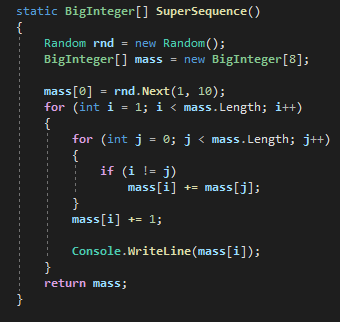 static BigInteger[] SuperSequence()
{
    Random rnd = new Random();
    BigInteger[] mass = new BigInteger[8];

    mass[0] = rnd.Next(1, 10);
    for (int i = 1; i < mass.Length; i++)
    {
        for (int j = 0; j < mass.Length; j++)
        {
            if (i != j)
                mass[i] += mass[j];
        }
        mass[i] += 1;

        Console.WriteLine(mass[i]);
    }
    return mass;
}